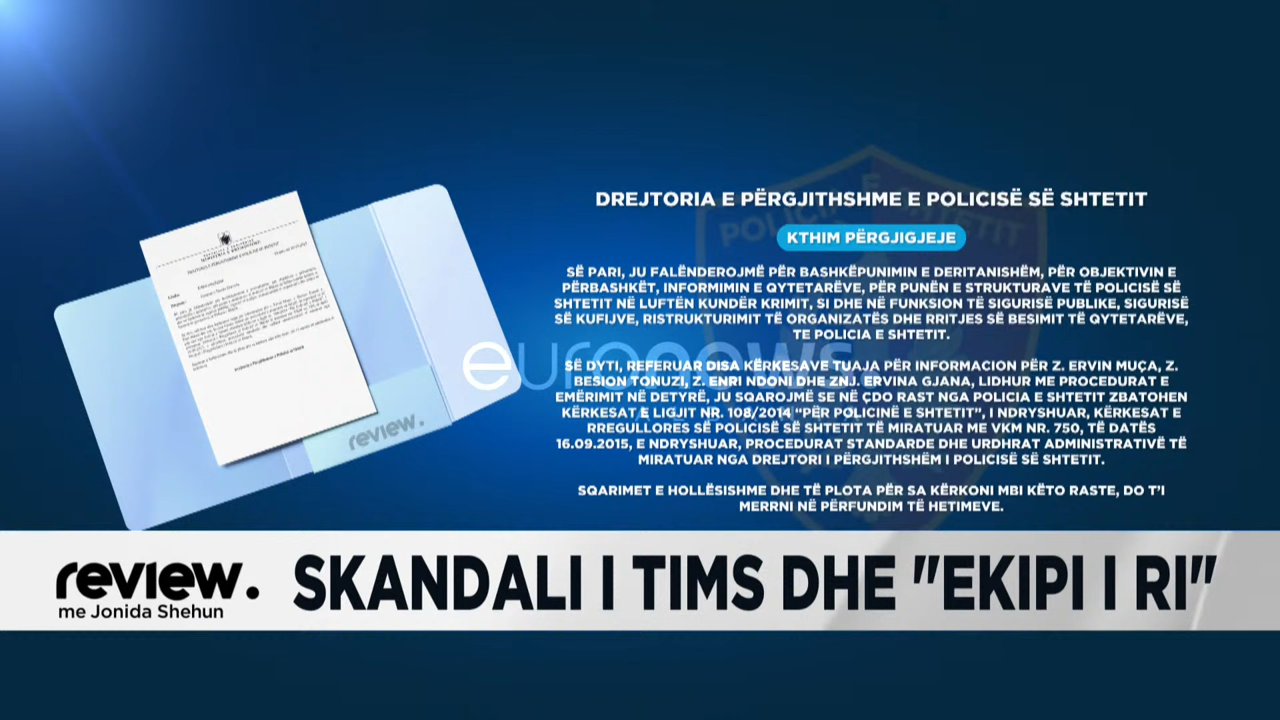 DREJTORIA E PËRGJITHSHME E POLICISË SË SHTETIT
KTHIM PËRGJIGJEJE
SË PARI, JU FALËNDEROJMË PËR BASHKËPUNIMIN E DERITANISHËM, PËR OBJEKTIVIN E
PËRBASHKËT, INFORMIMIN E QYTETARËVE, PËR PUNËN E STRUKTURAVE TË POLICISË SË
SHTETIT NË LUFTËN KUNDËR KRIMIT, SI DHE NË FUNKSION TË SIGURISË PUBLIKE, SIGURISË
SË KUFIJVE, RISTRUKTURIMIT TË ORGANIZATËS DHE RRITJES SË BESIMIT TË QYTETARËVE,
TE POLICIA E SHTETIT.
euronews
SË DYTI, REFERUAR DISA KËRKESAVE TUAJA PËR INFORMACION PËR Z. ERVIN MUÇA, Z.
BESION TONUZI, Z. ENRI NDONI DHE ZNJ. ERVINA GJANA, LIDHUR ME PROCEDURAT E
EMËRIMIT NË DETYRË, JU SQAROJMË SE NË ÇDO RAST NGA POLICIA E SHTETIT ZBATOHEN
KËRKESAT E LIGJIT NR. 108/2014 “PËR POLICINË E SHTETIT”, I NDRYSHUAR, KËRKESAT E
RREGULLORES SË POLICISË SË SHTETIT TË MIRATUAR ME VKM NR. 750, TË DATËS
16.09.2015, E NDRYSHUAR, PROCEDURAT STANDARDE DHE URDHRAT ADMINISTRATIVË TË
MIRATUAR NGA DREJTORI I PËRGJITHSHËM I POLICISË SË SHTETIT.
SQARIMET E HOLLËSISHME DHE TË PLOTA PËR SA KËRKONI MBI KËTO RASTE, DO T’I
MERRNI NË PËRFUNDIM TË HETIMEVE.
review.
review.
me Jonida Shehun
SKANDALI I TIMS DHE "EKIPI I RI"